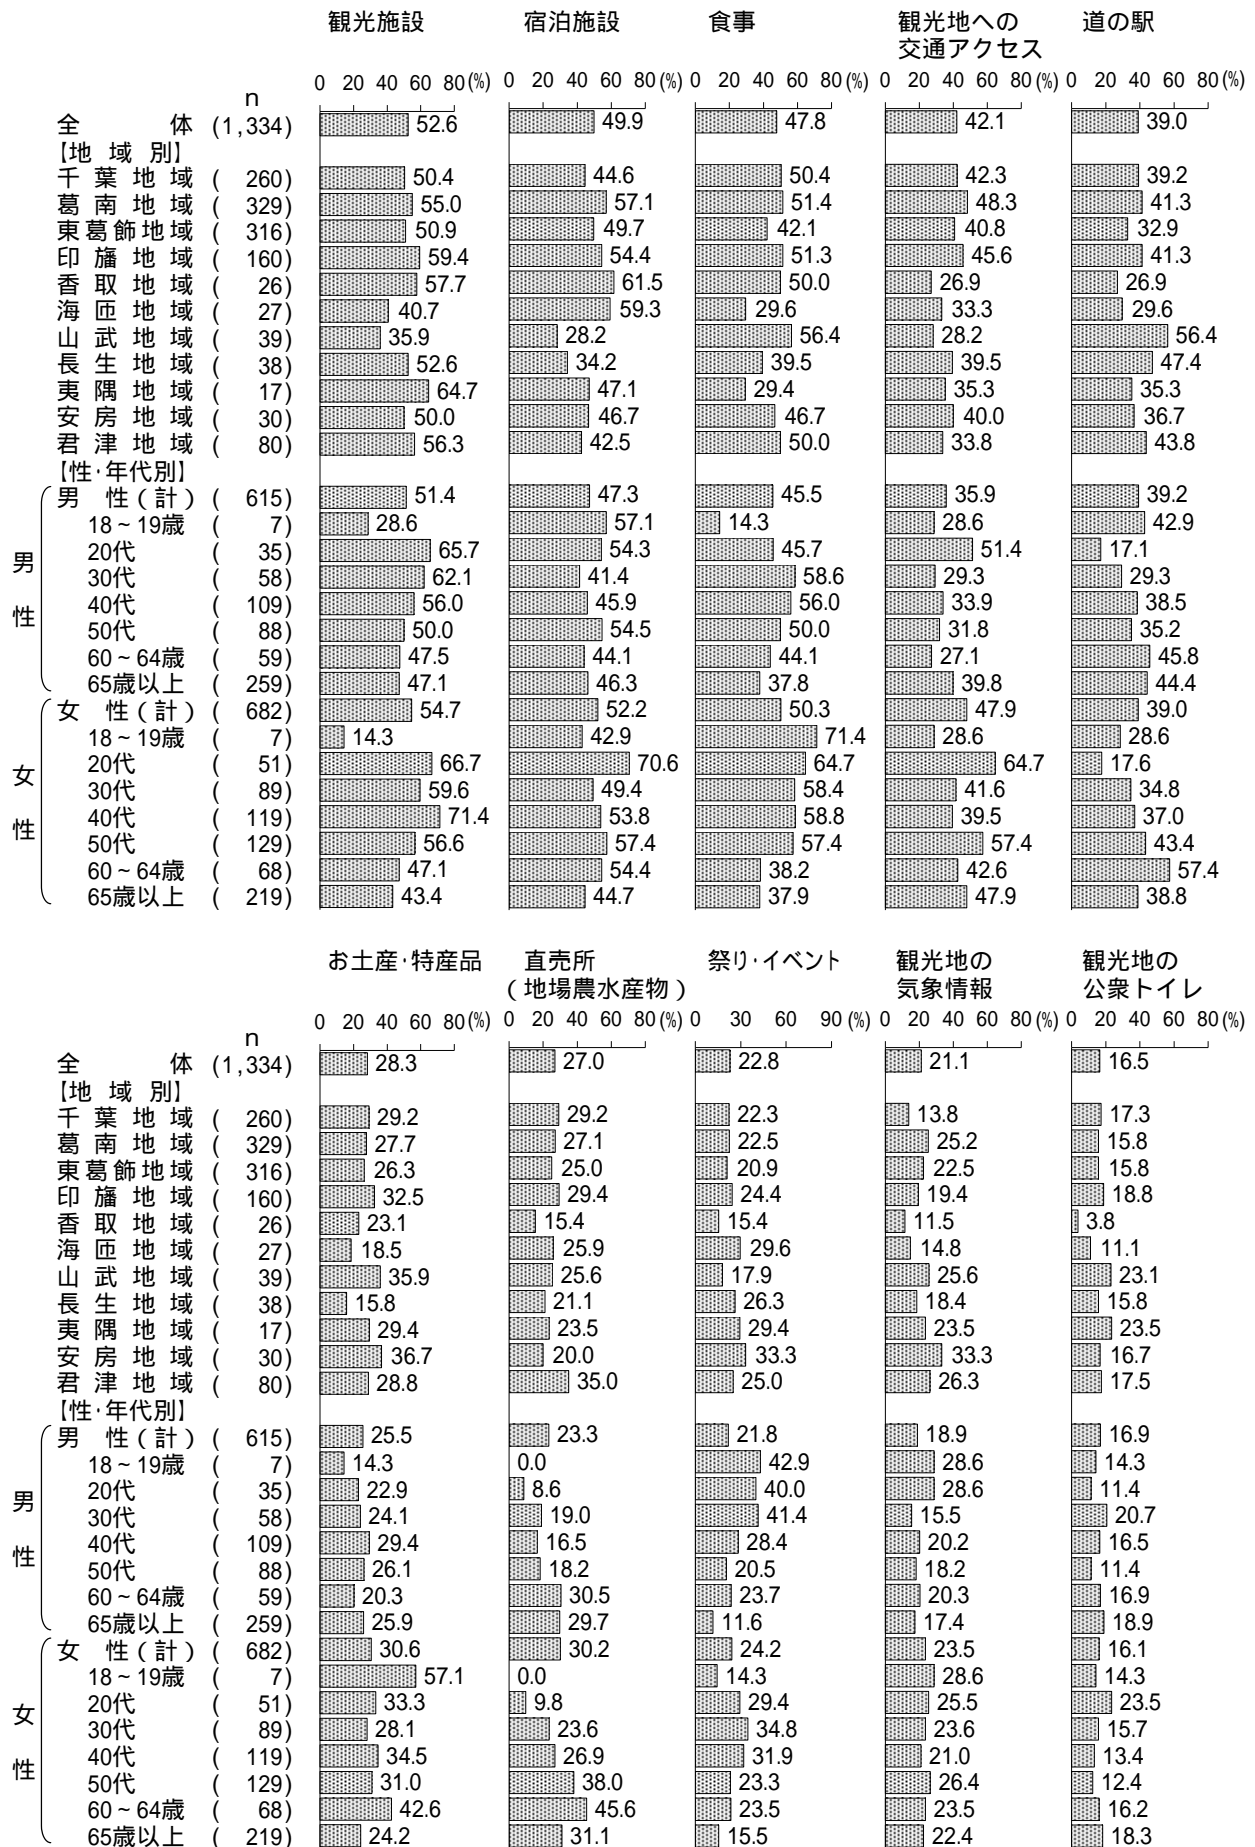 観光施設 宿泊施設 食事 観光地への 道の駅
交通アクセス
0 20 40 60 80(%) 0 20 40 60 80(%) 0 20 40 60 80(%) 0 20 40 60 80(%) 0 20 40 60 80(%)
n
全体 (1,334) 52.6 49.9 47.8 42.1 39.0
【地域別】
千葉地域 ( 260) 50.4 44.6 50.4 42.3 39.2
葛南地域 ( 329) 55.0 57.1 51.4 48.3 41.3
東葛飾地域 ( 316) 50.9 49.7 42.1 40.8 32.9
印旛地域 ( 160) 59.4 54.4 51.3 45.6 41.3
香取地域 ( 26) 57.7 61.5 50.0 26.9 26.9
海匝地域 ( 27) 40.7 59.3 29.6 33.3 29.6
山武地域 ( 39) 35.9 28.2 56.4 28.2 56.4
長生地域 ( 38) 52.6 34.2 39.5 39.5 47.4
夷隅地域 ( 17) 64.7 47.1 29.4 35.3 35.3
安房地域 ( 30) 50.0 46.7 46.7 40.0 36.7
君津地域 ( 80) 56.3 42.5 50.0 33.8 43.8
【性・年代別】
男性(計) ( 615) 51.4 47.3 45.5 35.9 39.2
18~19歳 ( 7) 28.6 57.1 14.3 28.6 42.9
20代 ( 35) 65.7 54.3 45.7 51.4 17.1
男性
30代 ( 58) 62.1 41.4 58.6 29.3 29.3
40代 ( 109) 56.0 45.9 56.0 33.9 38.5
50代 ( 88) 50.0 54.5 50.0 31.8 35.2
60~64歳 ( 59) 47.5 44.1 44.1 27.1 45.8
65歳以上 ( 259) 47.1 46.3 37.8 39.8 44.4
女性(計) ( 682) 54.7 52.2 50.3 47.9 39.0
18~19歳 ( 7) 14.3 42.9 71.4 28.6 28.6
20代 ( 51) 66.7 70.6 64.7 64.7 17.6
女性
30代 ( 89) 59.6 49.4 58.4 41.6 34.8
40代 ( 119) 71.4 53.8 58.8 39.5 37.0
50代 ( 129) 56.6 57.4 57.4 57.4 43.4
60~64歳 ( 68) 47.1 54.4 38.2 42.6 57.4
65歳以上 ( 219) 43.4 44.7 37.9 47.9 38.8
お土産・特産品 直売所 祭り・イベント 観光地の 観光地の
(地場農水産物) 気象情報 公衆トイレ
0 20 40 60 80(%) 0 20 40 60 80(%) 0 30 60 90(%) 0 20 40 60 80(%) 0 20 40 60 80(%)
n
全体 (1,334) 28.3 27.0 22.8 21.1 16.5
【地域別】
千葉地域 ( 260) 29.2 29.2 22.3 13.8 17.3
葛南地域 ( 329) 27.7 27.1 22.5 25.2 15.8
東葛飾地域 ( 316) 26.3 25.0 20.9 22.5 15.8
印旛地域 ( 160) 32.5 29.4 24.4 19.4 18.8
香取地域 ( 26) 23.1 15.4 15.4 11.5 3.8
海匝地域 ( 27) 18.5 25.9 29.6 14.8 11.1
山武地域 ( 39) 35.9 25.6 17.9 25.6 23.1
長生地域 ( 38) 15.8 21.1 26.3 18.4 15.8
夷隅地域 ( 17) 29.4 23.5 29.4 23.5 23.5
安房地域 ( 30) 36.7 20.0 33.3 33.3 16.7
君津地域 ( 80) 28.8 35.0 25.0 26.3 17.5
【性・年代別】
男性(計) ( 615) 25.5 23.3 21.8 18.9 16.9
18~19歳 ( 7) 14.3 0.0 42.9 28.6 14.3
20代 ( 35) 22.9 8.6 40.0 28.6 11.4
男性
30代 ( 58) 24.1 19.0 41.4 15.5 20.7
40代 ( 109) 29.4 16.5 28.4 20.2 16.5
50代 ( 88) 26.1 18.2 20.5 18.2 11.4
60~64歳 ( 59) 20.3 30.5 23.7 20.3 16.9
65歳以上 ( 259) 25.9 29.7 11.6 17.4 18.9
女性(計) ( 682) 30.6 30.2 24.2 23.5 16.1
18~19歳 ( 7) 57.1 0.0 14.3 28.6 14.3
20代 ( 51) 33.3 9.8 29.4 25.5 23.5
女性
30代 ( 89) 28.1 23.6 34.8 23.6 15.7
40代 ( 119) 34.5 26.9 31.9 21.0 13.4
50代 ( 129) 31.0 38.0 23.3 26.4 12.4
60~64歳 ( 68) 42.6 45.6 23.5 23.5 16.2
65歳以上 ( 219) 24.2 31.1 15.5 22.4 18.3